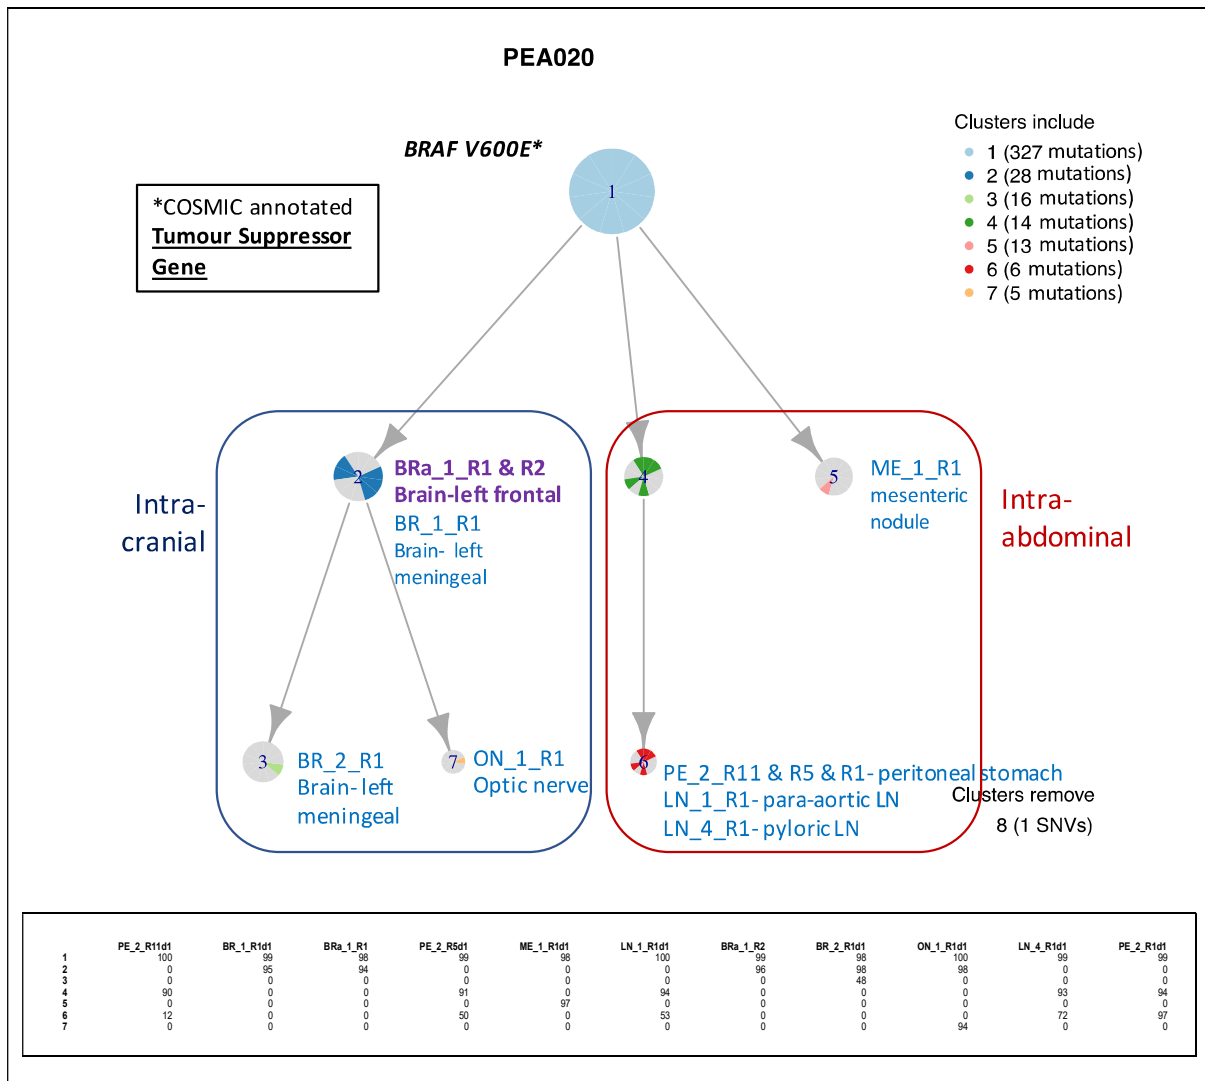 PEA020
BRAF V600E*
*COSMIC annotated
Tumour Suppressor
Gene
Clusters include
1 (327 mutations)
2 (28 mutations)
3 (16 mutations)
4 (14 mutations)
5 (13 mutations)
6 (6 mutations)
7 (5 mutations)
1
Intra-
cranial
2
BRa_1_R1 & R2
Brain-left frontal
BR_1_R1
Brain- left
meningeal
4
5
ME_1_R1
mesenteric
nodule
Intra-
abdominal
3
BR_2_R1
Brain- left
meningeal
7
ON_1_R1
Optic nerve
6
PE_2_R11 & R5 & R1- peritoneal stomach
LN_1_R1- para-aortic LN
LN_4_R1- pyloric LN
Clusters remove
8 (1 SNVs)
PE_2_R11d1 BR_1_R1d1 BRa_1_R1 PE_2_R5d1 ME_1_R1d1 LN_1_R1d1 BRa_1_R2 BR_2_R1d1 ON_1_R1d1 LN_4_R1d1 PE_2_R1d1
1 100 99 98 99 98 100 99 98 100 99 99
2 0 95 94 0 0 0 96 98 98 0 0
3 0 0 0 0 0 0 0 48 0 0 0
4 90 0 0 91 0 94 0 0 0 93 94
5 0 0 0 0 97 0 0 0 0 0 0
6 12 0 0 50 0 53 0 0 0 72 97
7 0 0 0 0 0 0 0 0 94 0 0